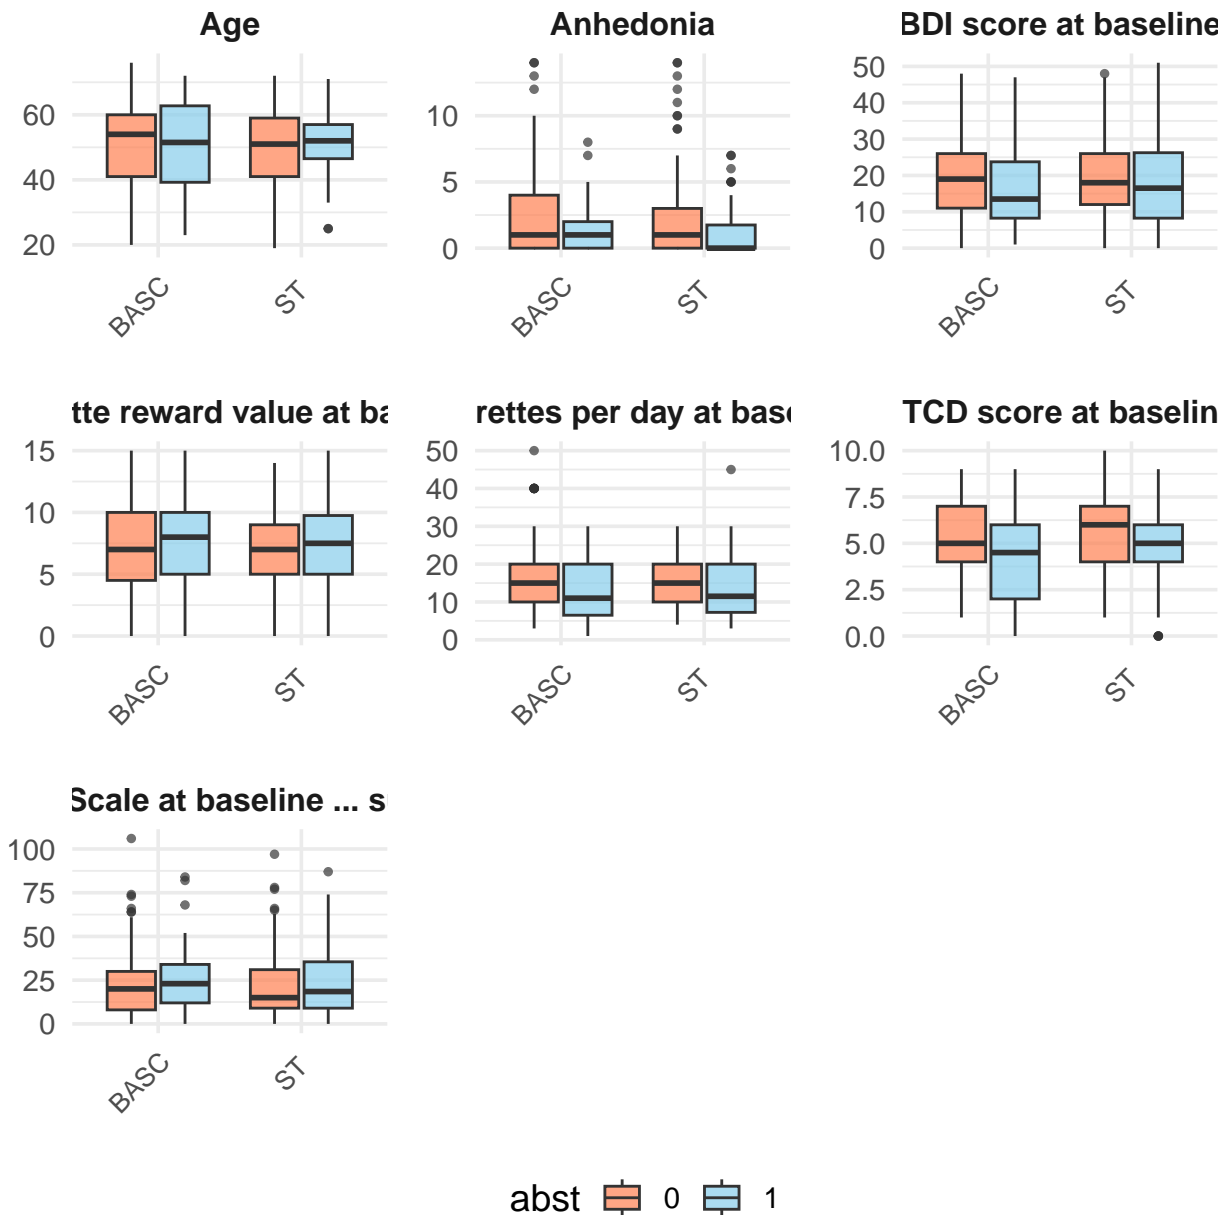 Age
60
40
20
BASC
ST
Anhedonia
10
5
0
BASC
ST
BDI score at baseline
50
40
30
20
10
0
BASC
ST
tte reward value at ba
15
10
5
0
BASC
ST
rettes per day at base
50
40
30
20
10
0
BASC
ST
TCD score at baselin
10.0
7.5
5.0
2.5
0.0
BASC
ST
Scale at baseline ... s
100
75
50
25
0
BASC
ST
abst 0 1